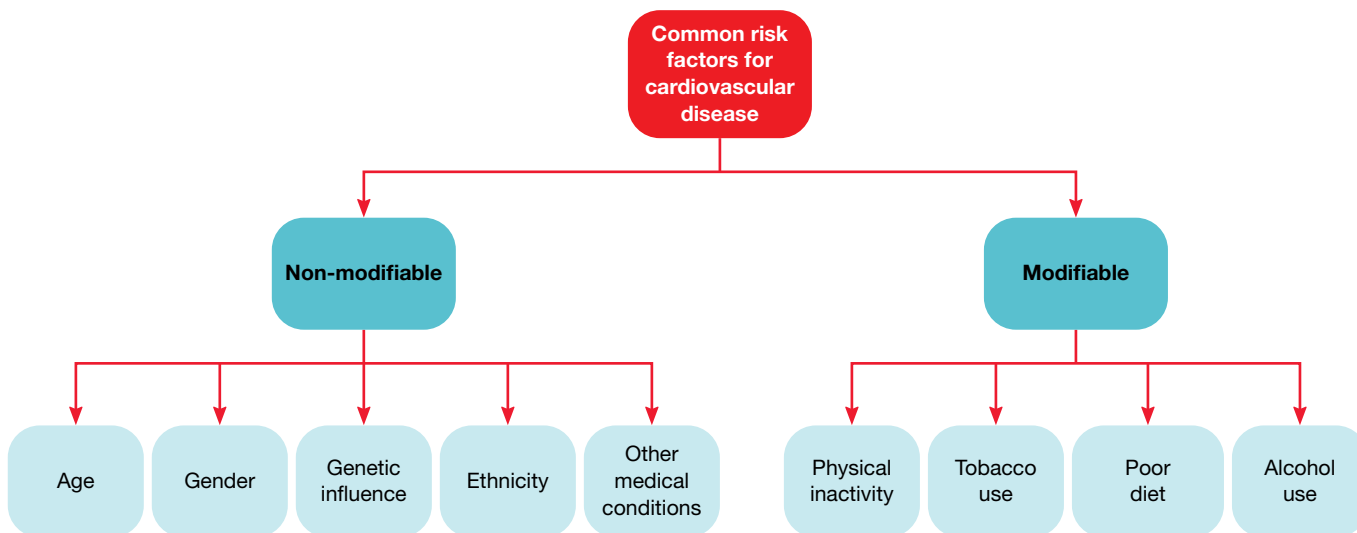 Common risk
factors for
cardiovascular
disease
Non-modifiable
Modifiable
Age
Gender
Genetic
influence
Ethnicity
Other
medical
conditions
Physical
inactivity
Tobacco
use
Poor
diet
Alcohol
use